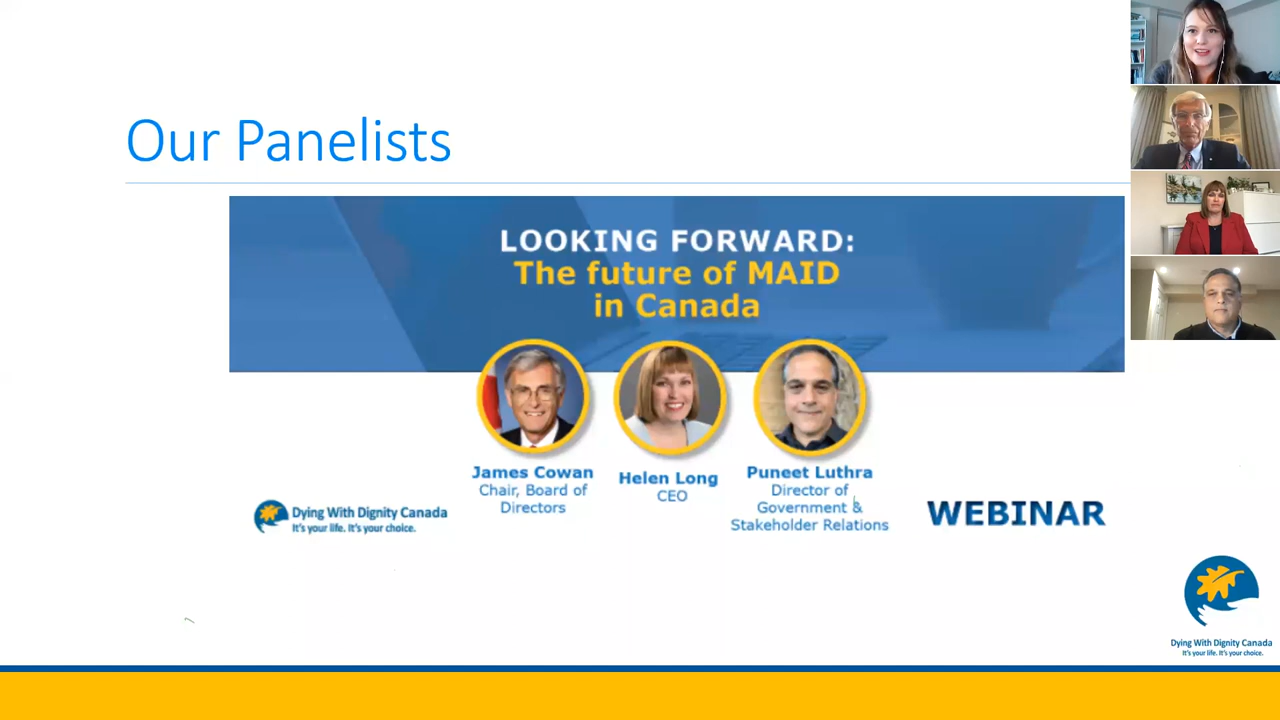 Our Panelists
LOOKING FORWARD:
The future of MAID
in Canada
James Cowan
Chair, Board of
Directors
Helen Long
CEO
Puneet Luthra
Director of
Government &
Stakeholder Relations
Dying With Dignity Canada
It's your life. It's your choice.
WEBINAR
Dying With Dignity Canada
It's your life. It's your choice.